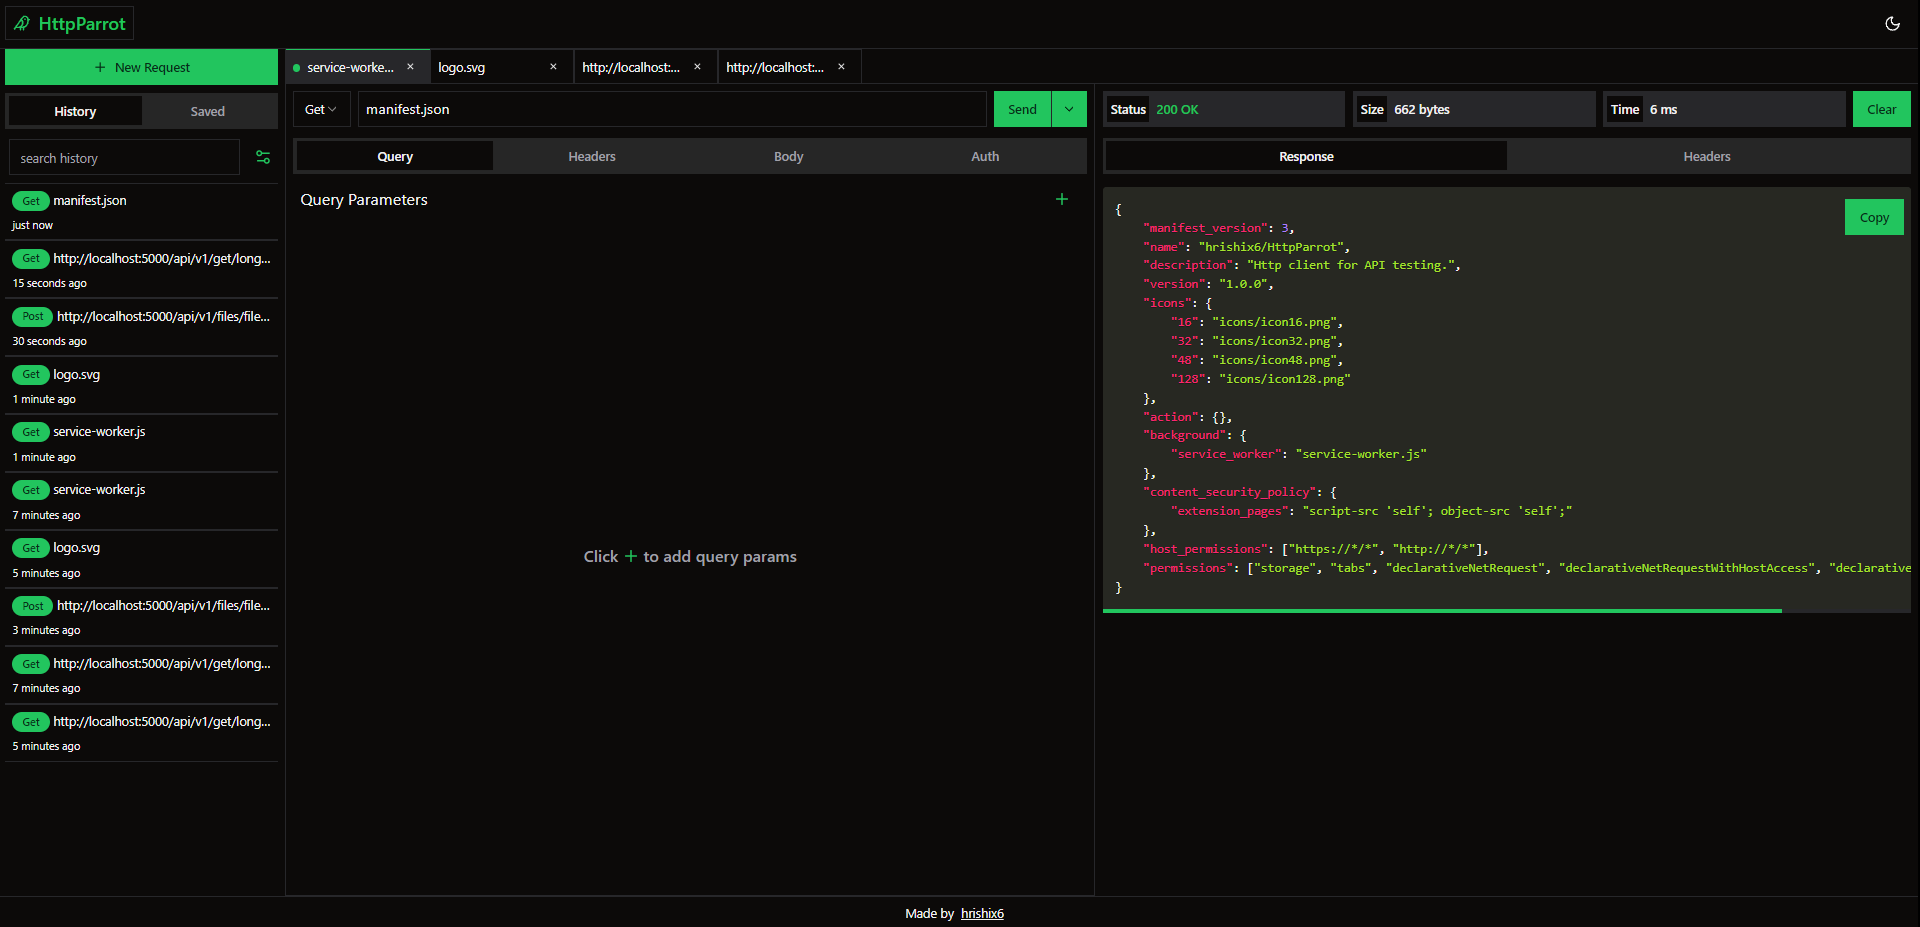 HttpParrot
+ New Request
History Saved
search history
Get manifest.json
just now
Get http://localhost:5000/api/v1/get/long...
15 seconds ago
Post http://localhost:5000/api/v1/files/file...
30 seconds ago
Get logo.svg
1 minute ago
Get service-worker.js
1 minute ago
Get service-worker.js
7 minutes ago
Get logo.svg
5 minutes ago
Post http://localhost:5000/api/v1/files/file...
3 minutes ago
Get http://localhost:5000/api/v1/get/long...
7 minutes ago
Get http://localhost:5000/api/v1/get/long...
5 minutes ago
service-worke... × logo.svg × http://localhost:... × http://localhost:... ×
Get manifest.json Send
Query Headers Body Auth
Query Parameters +
Click + to add query params
Status 200 OK Size 662 bytes Time 6 ms Clear
Response Headers
Copy
{
    "manifest_version": 3,
    "name": "hrishix6/HttpParrot",
    "description": "Http client for API testing.",
    "version": "1.0.0",
    "icons": {
        "16": "icons/icon16.png",
        "32": "icons/icon32.png",
        "48": "icons/icon48.png",
        "128": "icons/icon128.png"
    },
    "action": {},
    "background": {
        "service_worker": "service-worker.js"
    },
    "content_security_policy": {
        "extension_pages": "script-src 'self'; object-src 'self';"
    },
    "host_permissions": ["https://*/*", "http://*/*"],
    "permissions": ["storage", "tabs", "declarativeNetRequest", "declarativeNetRequestWithHostAccess", "declarative
}
Made by hrishix6